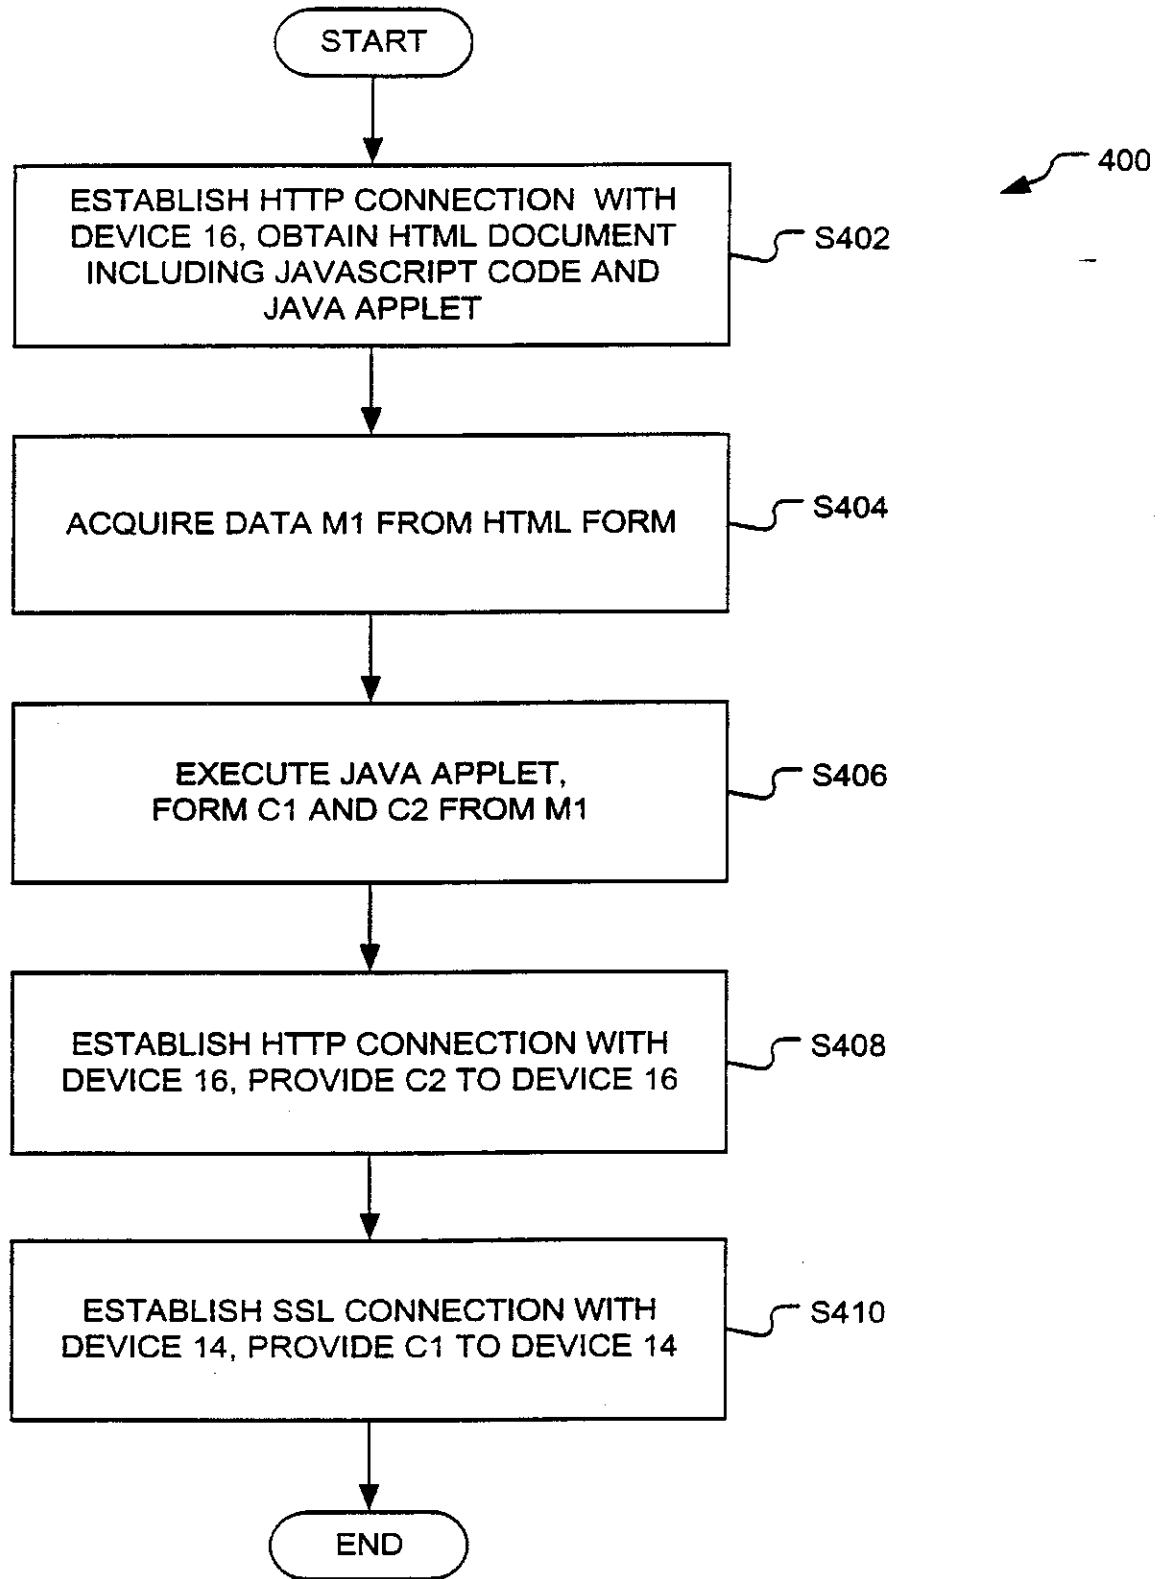 START
400
ESTABLISH HTTP CONNECTION WITH
DEVICE 16, OBTAIN HTML DOCUMENT
INCLUDING JAVASCRIPT CODE AND
JAVA APPLET
S402
ACQUIRE DATA M1 FROM HTML FORM
S404
EXECUTE JAVA APPLET,
FORM C1 AND C2 FROM M1
S406
ESTABLISH HTTP CONNECTION WITH
DEVICE 16, PROVIDE C2 TO DEVICE 16
S408
ESTABLISH SSL CONNECTION WITH
DEVICE 14, PROVIDE C1 TO DEVICE 14
S410
END